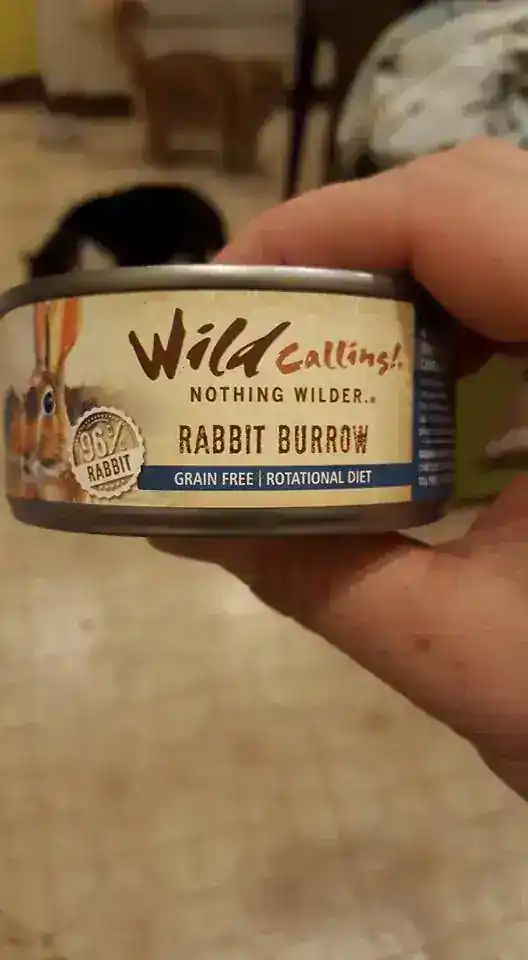 Wild Calling!®
NOTHING WILDER.®
96%
RABBIT
RABBIT BURROW
GRAIN FREE | ROTATIONAL DIET